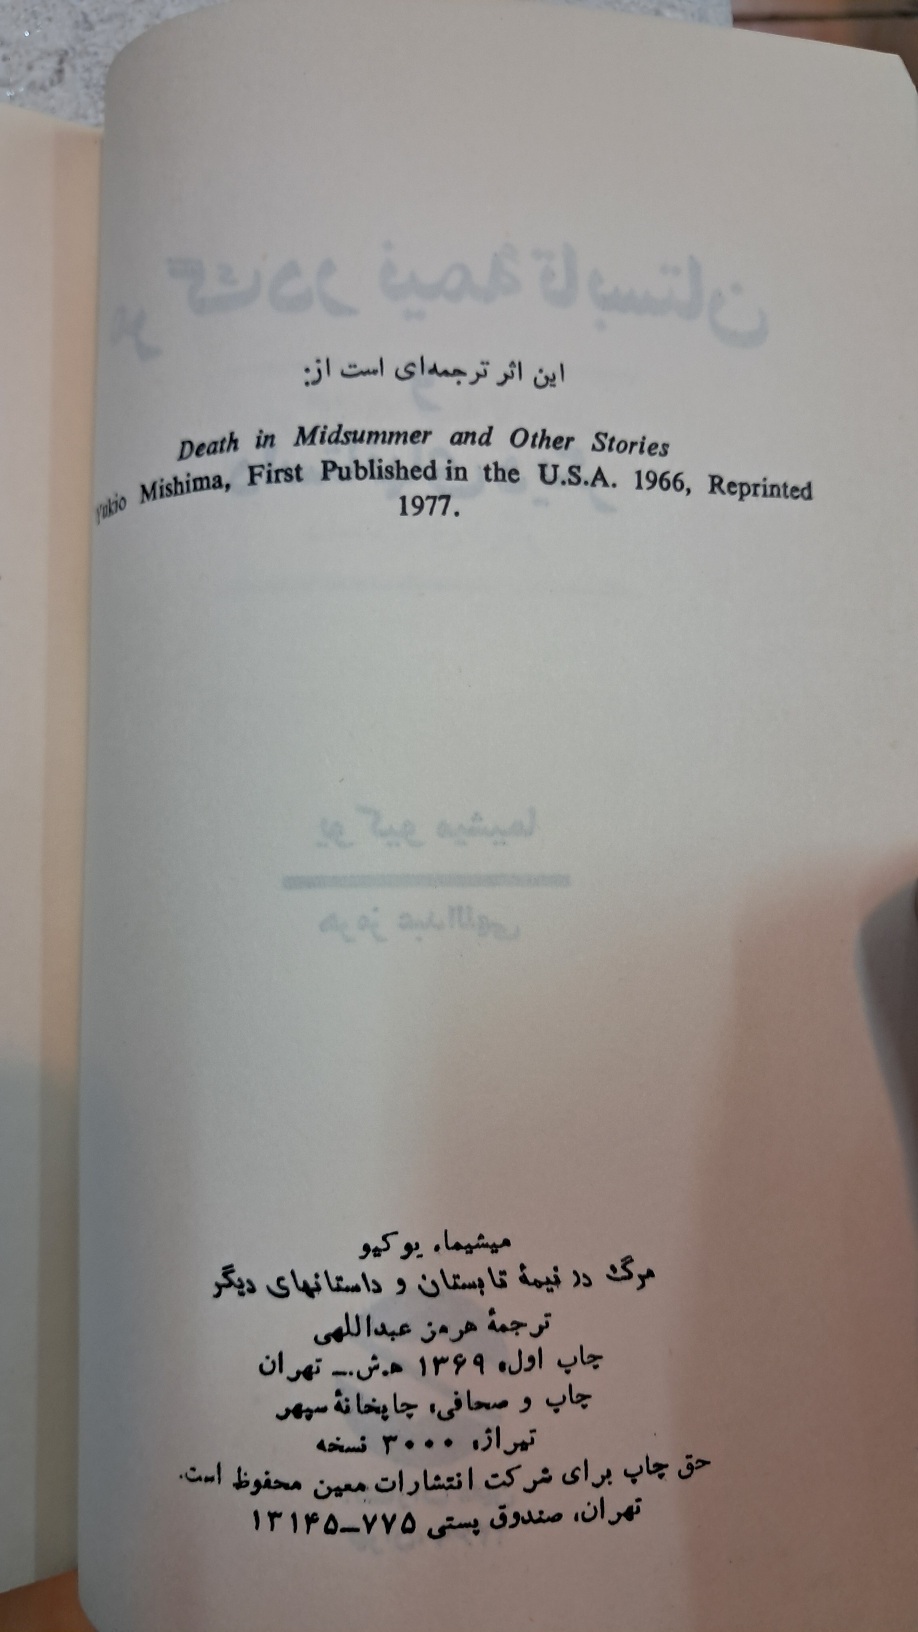 این اثر ترجمه‌ای است از:
Death in Midsummer and Other Stories
Yukio Mishima, First Published in the U.S.A. 1966, Reprinted
1977.
میشیما، یوکیو
مرگ در نیمهٔ تابستان و داستانهای دیگر
ترجمهٔ هرمز عبداللهی
چاپ اول، ۱۳۶۹ ه.ش. ـ تهران
چاپ و صحافی، چاپخانهٔ سپهر
تیراژ، ۳۰۰۰ نسخه
حق چاپ برای شرکت انتشارات معین محفوظ است.
تهران، صندوق پستی ۷۷۵ـ۱۳۱۴۵